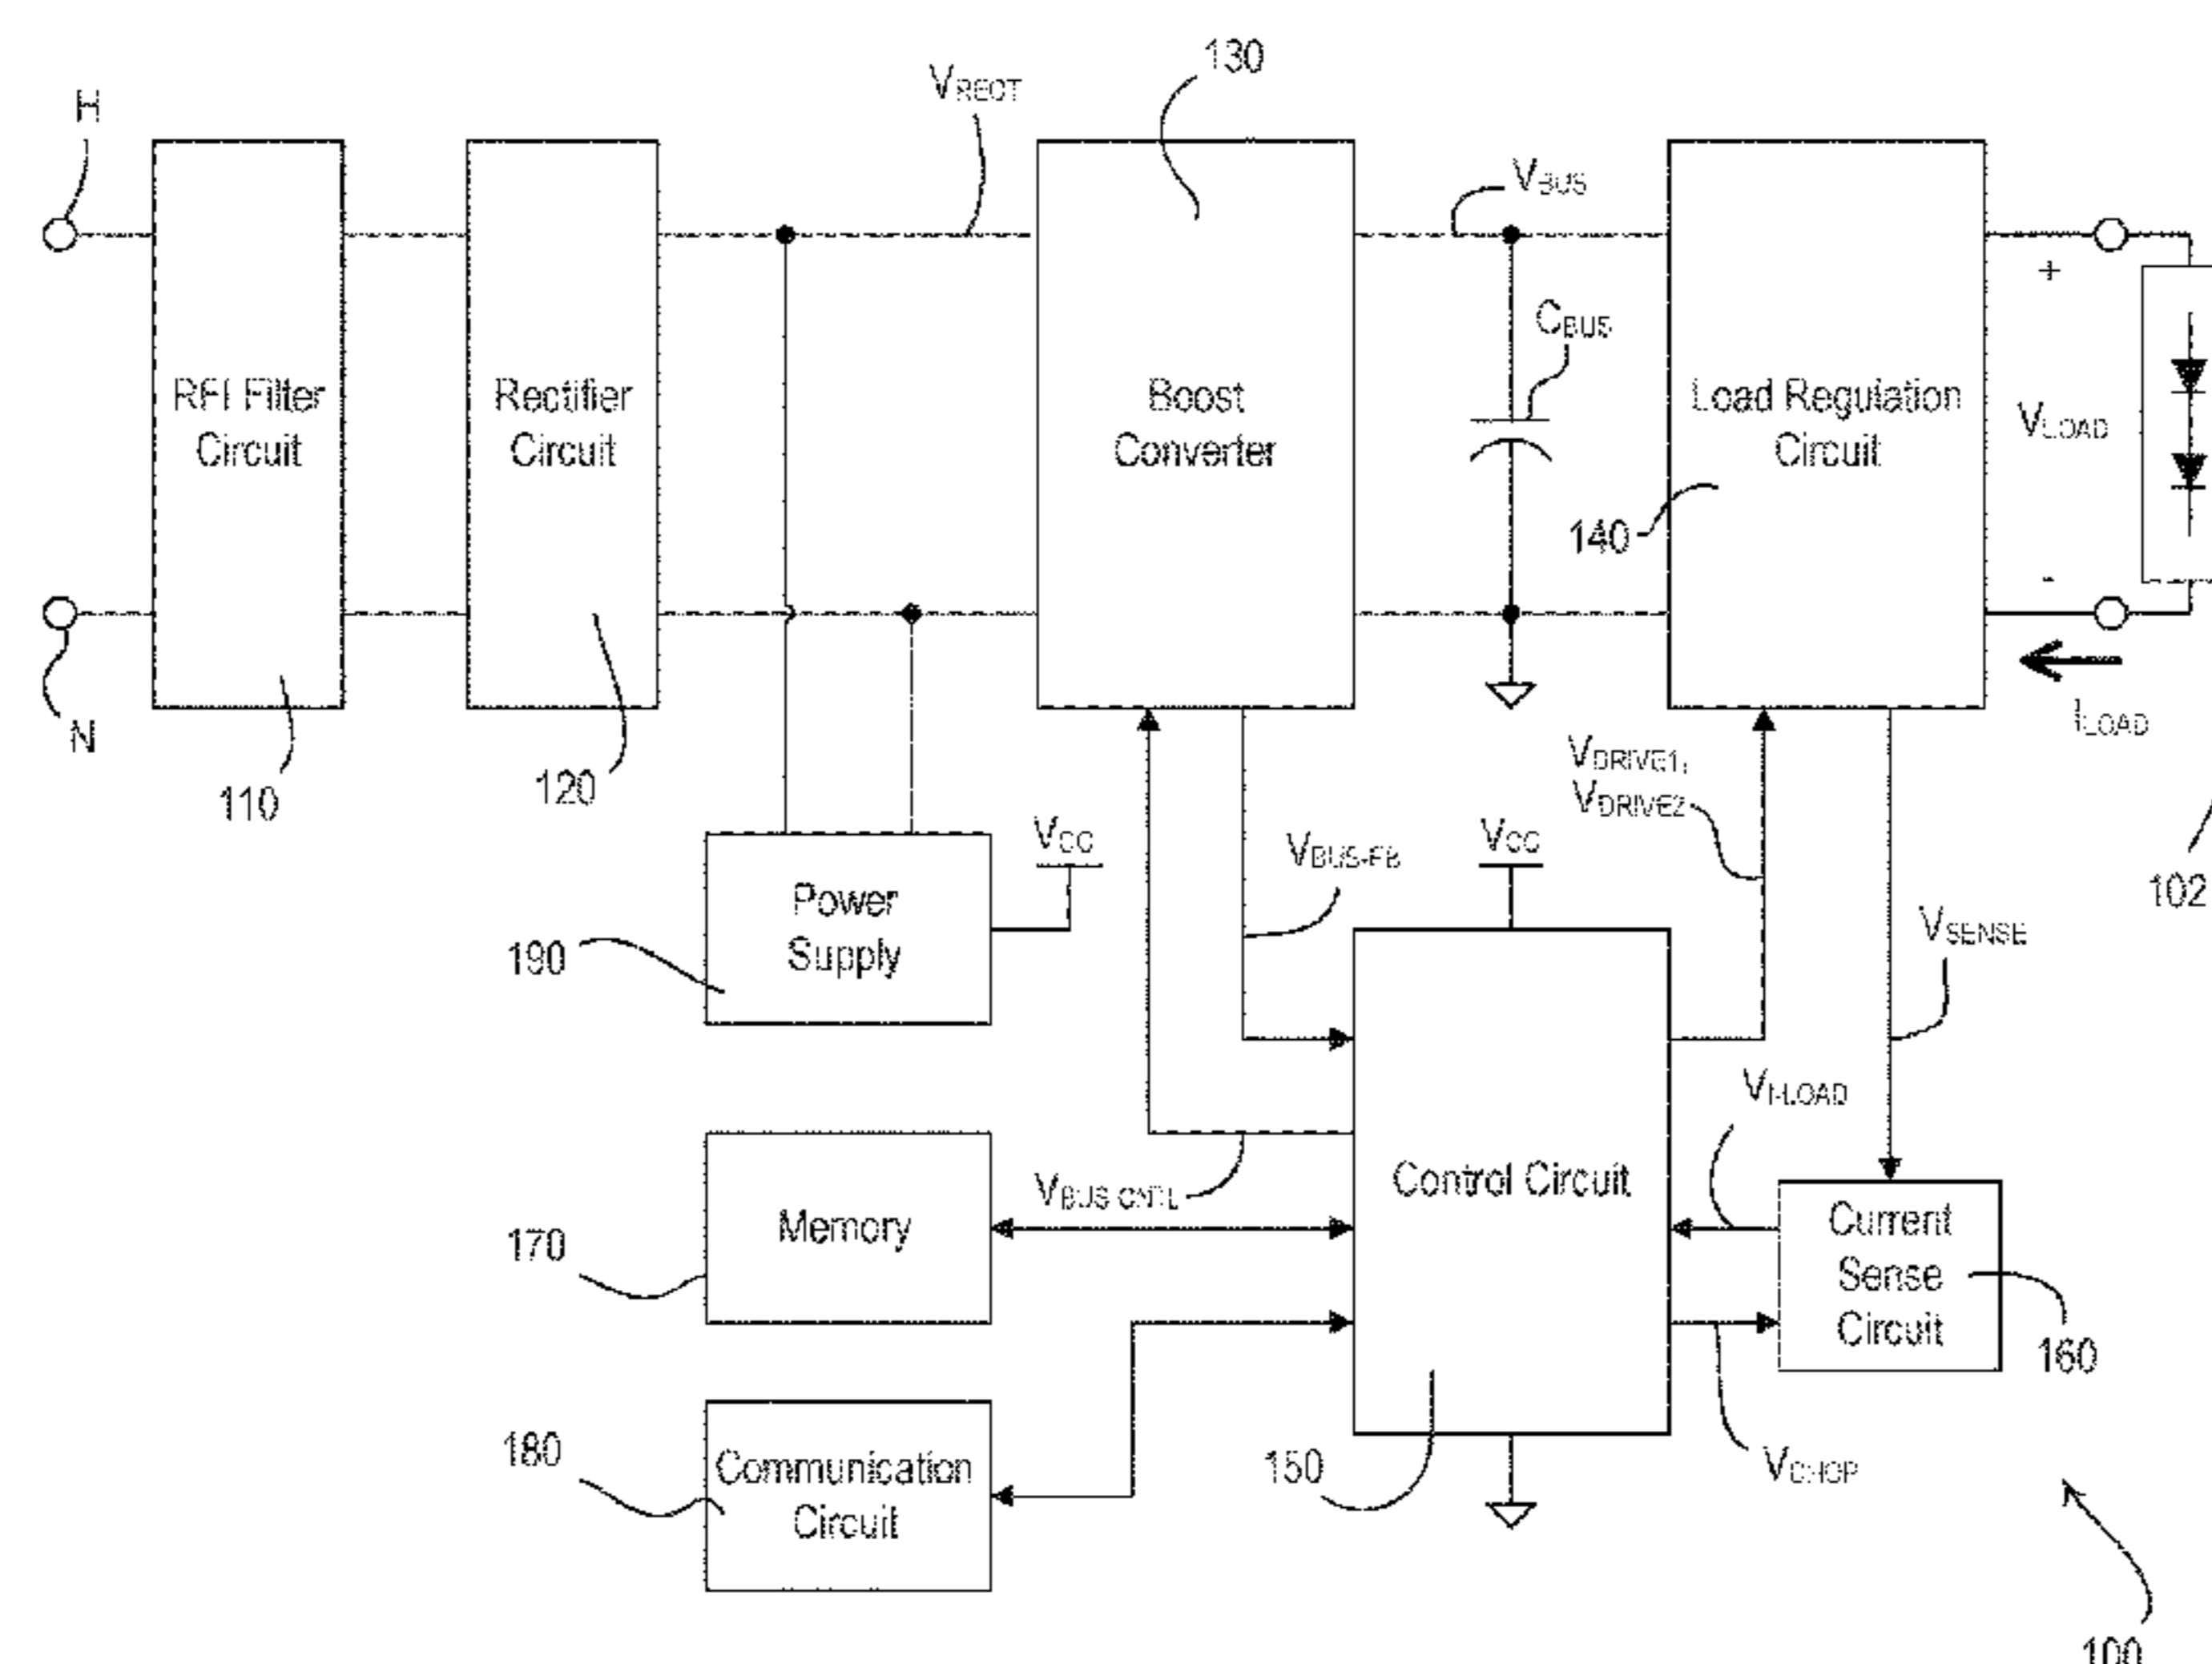 130
H
VRECT
VBUS
CBUS
RFI Filter
Circuit
Rectifier
Circuit
Boost
Converter
Load Regulation
Circuit
+
VLOAD
140
-
N
110
120
ILOAD
VDRIVE1,
VDRIVE2
VCC
VCC
VBUS-FB
102
Power
Supply
190
VSENSE
VI-LOAD
Control Circuit
VBUS-CNTL
Memory
170
Current
Sense
Circuit
160
180
Communication
Circuit
150
VCHOP
100